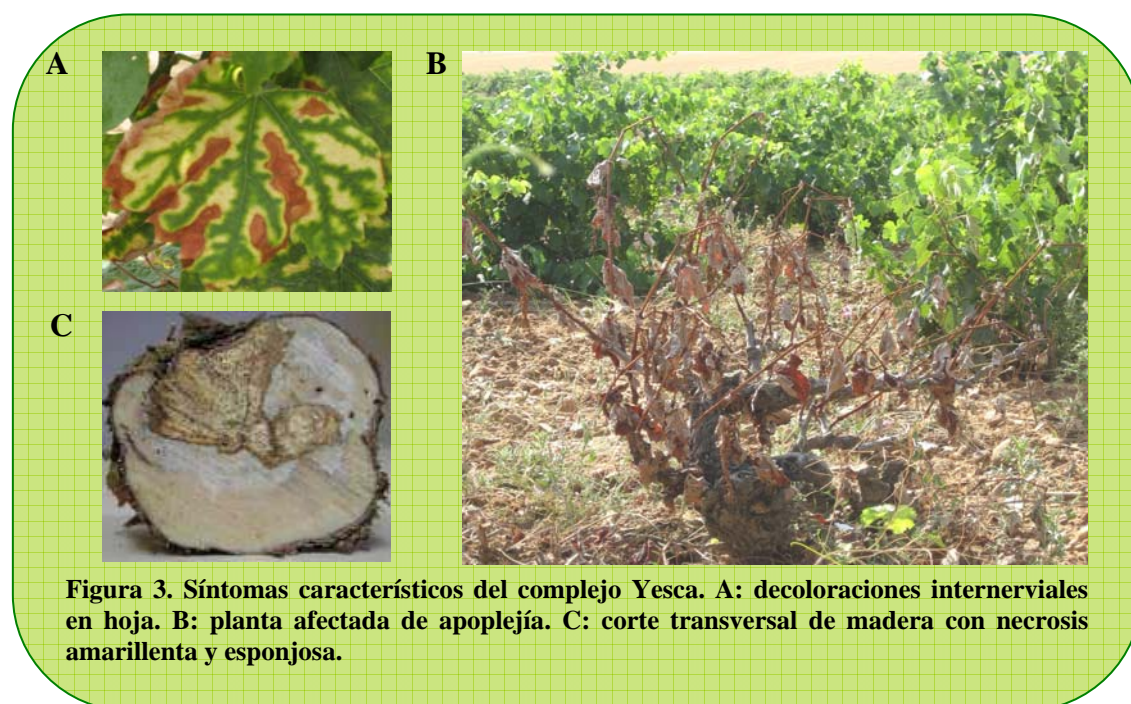 A
B
C
Figura 3. Síntomas característicos del complejo Yesca. A: decoloraciones internerviales
en hoja. B: planta afectada de apoplejía. C: corte transversal de madera con necrosis
amarillenta y esponjosa.